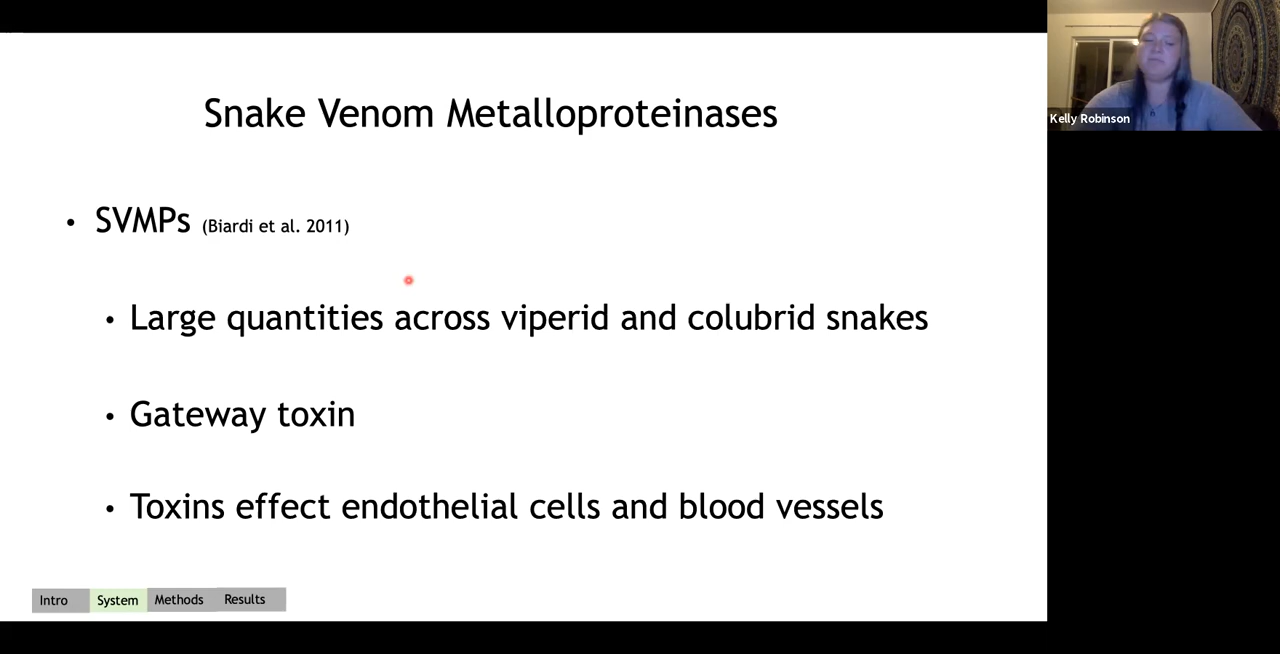 Snake Venom Metalloproteinases
• SVMPs (Biardi et al. 2011)
• Large quantities across viperid and colubrid snakes
• Gateway toxin
• Toxins effect endothelial cells and blood vessels
Intro System Methods Results
Kelly Robinson